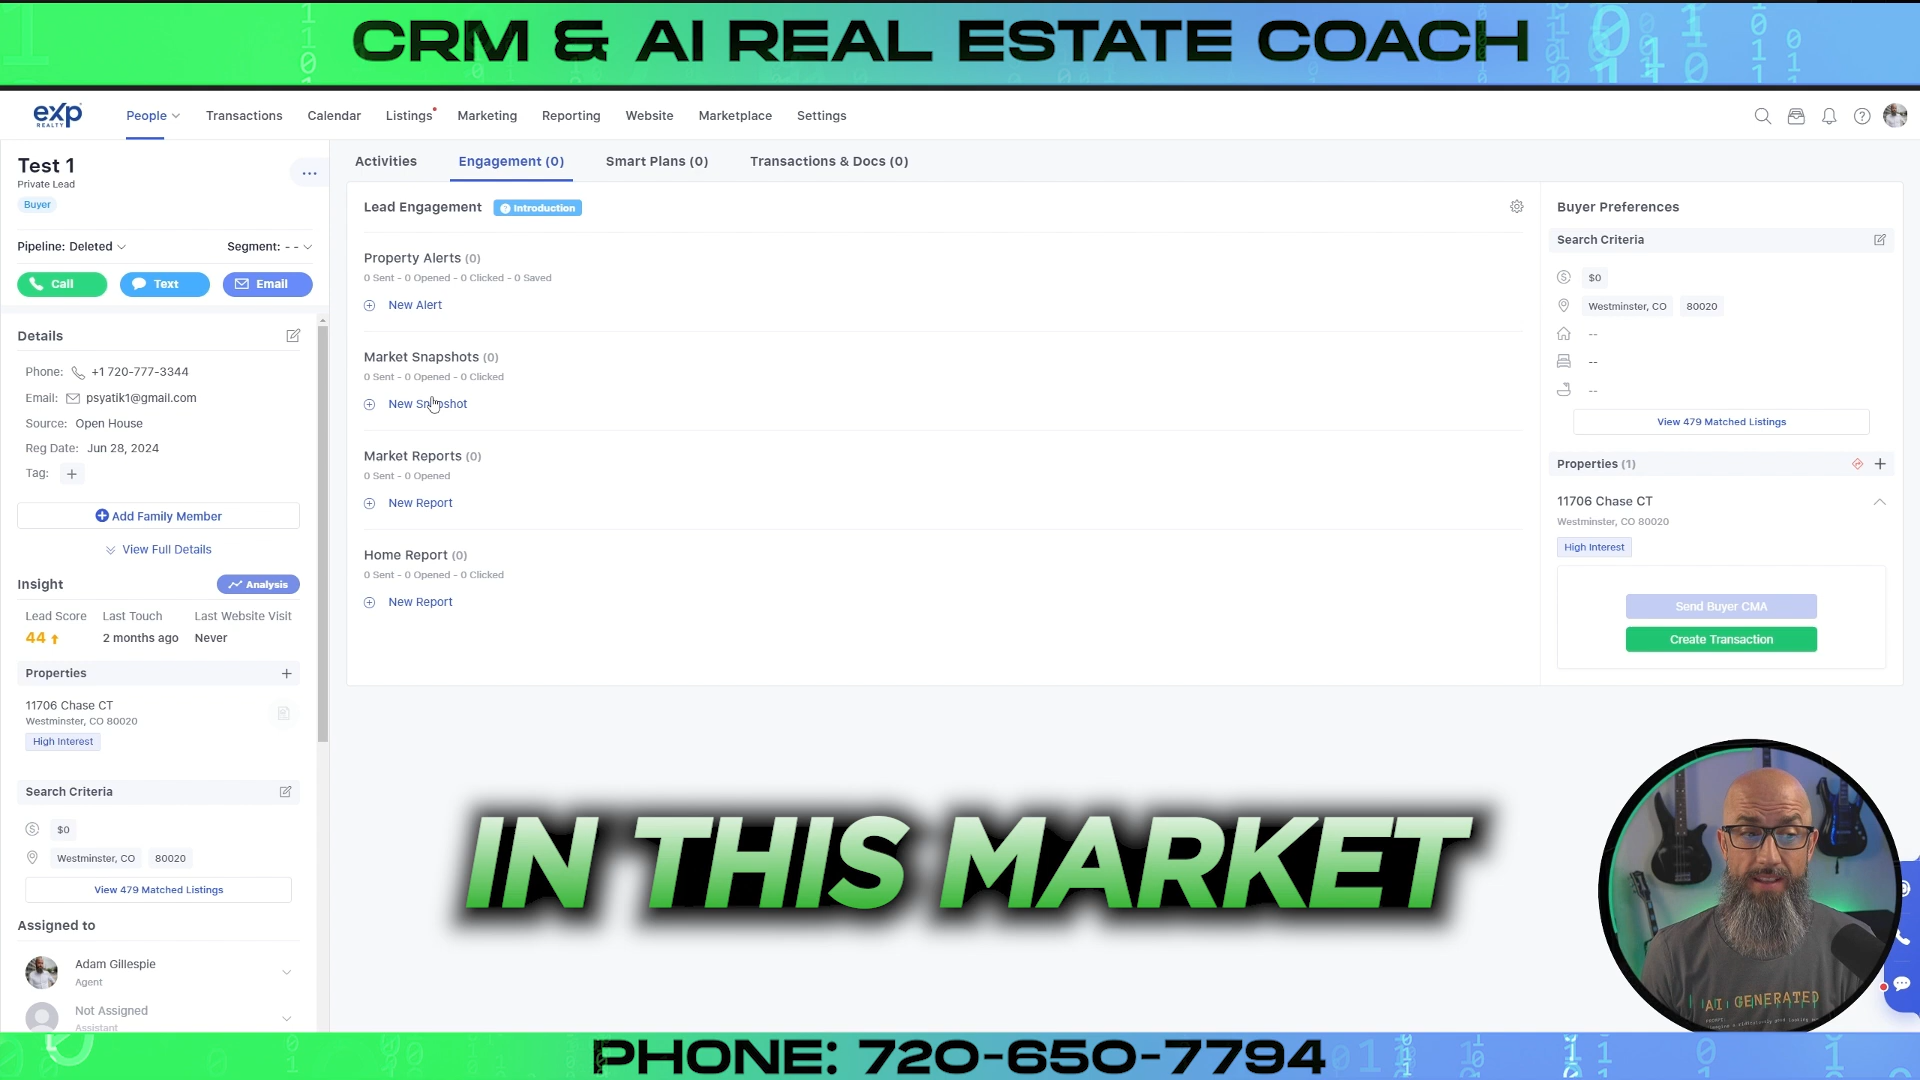 CRM & AI REAL ESTATE COACH
exp
REALTY
People
Transactions
Calendar
Listings
Marketing
Reporting
Website
Marketplace
Settings
Test 1
Private Lead
Buyer
Pipeline: Deleted
Segment: - -
Call
Text
Email
Details
Phone: +1 720-777-3344
Email: psyatik1@gmail.com
Source: Open House
Reg Date: Jun 28, 2024
Tag:
Add Family Member
View Full Details
Insight
Analysis
Lead Score
Last Touch
Last Website Visit
44
2 months ago
Never
Properties
11706 Chase CT
Westminster, CO 80020
High Interest
Search Criteria
$0
Westminster, CO
80020
View 479 Matched Listings
Assigned to
Adam Gillespie
Agent
Not Assigned
Assistant
Activities
Engagement (0)
Smart Plans (0)
Transactions & Docs (0)
Lead Engagement
Introduction
Property Alerts (0)
0 Sent - 0 Opened - 0 Clicked - 0 Saved
New Alert
Market Snapshots (0)
0 Sent - 0 Opened - 0 Clicked
New Snapshot
Market Reports (0)
0 Sent - 0 Opened
New Report
Home Report (0)
0 Sent - 0 Opened - 0 Clicked
New Report
Buyer Preferences
Search Criteria
$0
Westminster, CO
80020
--
--
--
View 479 Matched Listings
Properties (1)
11706 Chase CT
Westminster, CO 80020
High Interest
Send Buyer CMA
Create Transaction
IN THIS MARKET
AI GENERATED
PHONE: 720-650-7794